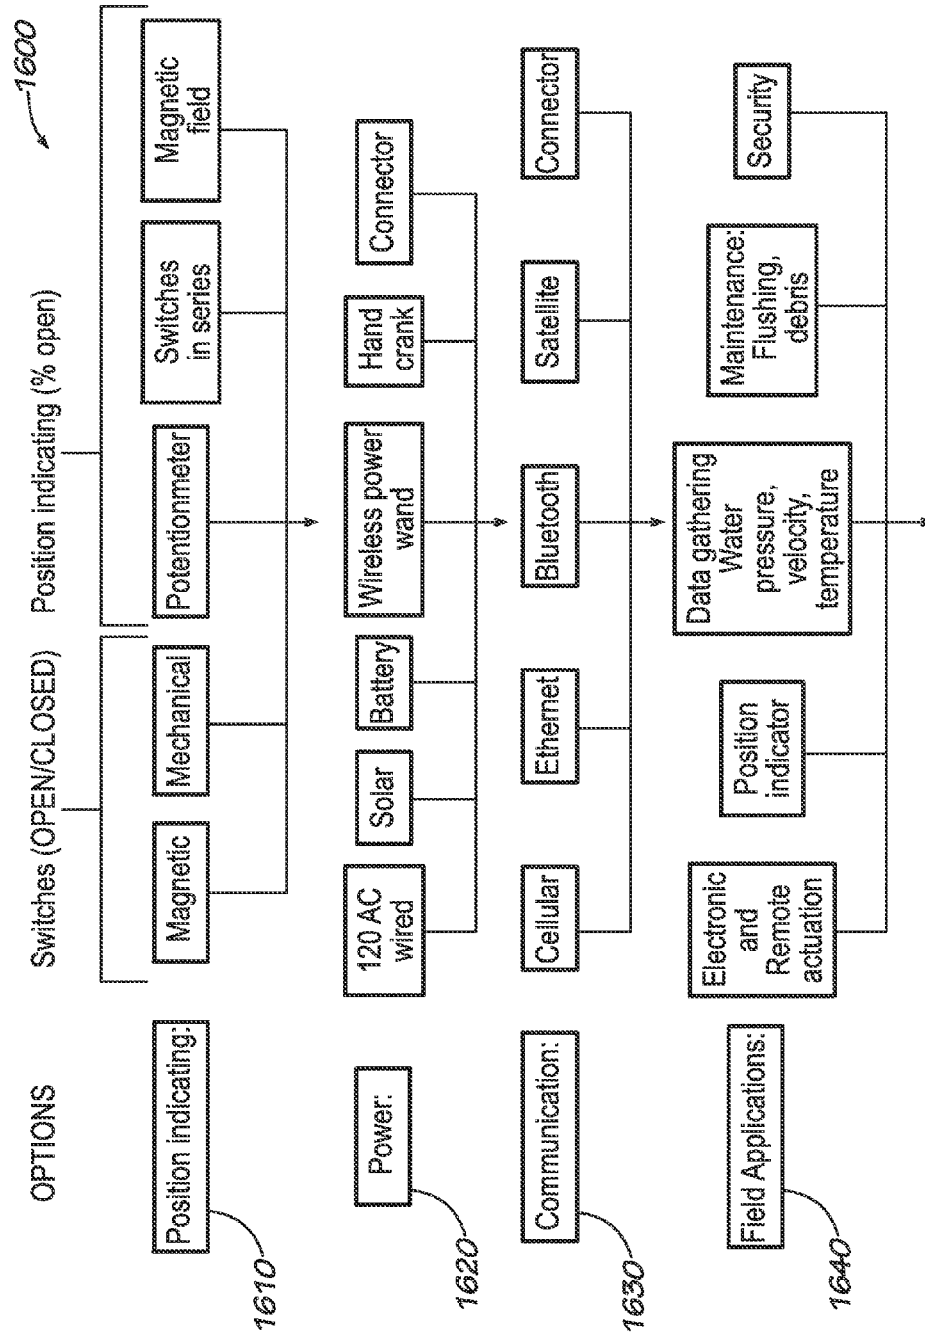 1600
OPTIONS
Switches (OPEN/CLOSED)
Position indicating (% open)
Position indicating:
Magnetic
Mechanical
Potentionmeter
Switches
in series
Magnetic
field
1610
Power:
120 AC
wired
Solar
Battery
Wireless power
wand
Hand
crank
Connector
1620
Communication:
Cellular
Ethernet
Bluetooth
Satellite
Connector
1630
Field Applications:
Electronic
and
Remote
actuation
Position
indicator
Data gathering
Water
pressure,
velocity,
temperature
Maintenance:
Flushing,
debris
Security
1640